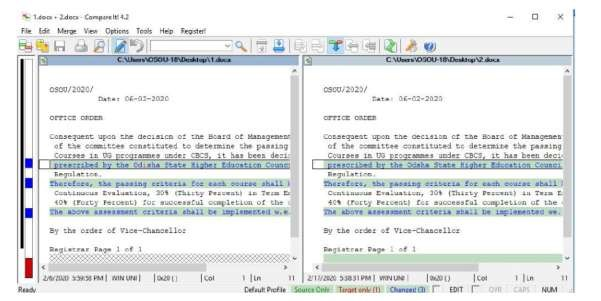 1.docx - 2.docx - Compare It! 4.2
File Edit Merge View Options Tools Help Register!
C:\Users\OSOU-18\Desktop\1.docx C:\Users\OSOU-18\Desktop\2.docx
OSOU/2020/
Date: 06-02-2020
OFFICE ORDER
Consequent upon the decision of the Board of Management
of the committee constituted to determine the passing
Courses in UG programmes under CBCS, it has been deci
prescribed by the Odisha State Higher Education Counc
Regulation.
Therefore, the passing criteria for each course shall
Continuous Evaluation, 30% (Thirty Percent) in Term E
40% (Forty Percent) for successful completion of the
The above assessment criteria shall be implemented w.e.
By the order of Vice-Chancellor
Registrar Page 1 of 1
OSOU/2020/
Date: 06-02-2020
OFFICE ORDER
Consequent upon the decision of the Board of Managemen
of the committee constituted to determine the passing
Courses in UG programmes under CBCS, it has been deci
prescribed by the Odsha State Higher Education Counci
Regulation.
Therefore, the passing criteria for each course shall
Continuous Evaluation, 30% (Thirty Percent) in Term E
40% (Forty Percent) for successful completion of the
The above assessment criteria shall be implemented we.
By the order of Vice-Chancellor
Registrar Page 1 of 1
2/6/2020 5:59:58 PM WIN UNI 0x20 ( ) Col 1 Ln 11 2/17/2020 5:38:31 PM WIN UNI 0x20 ( ) Col 1 Ln 11
Ready Default Profile Source Only Target only (1) Changed (3) EDIT OVR CAPS NUM